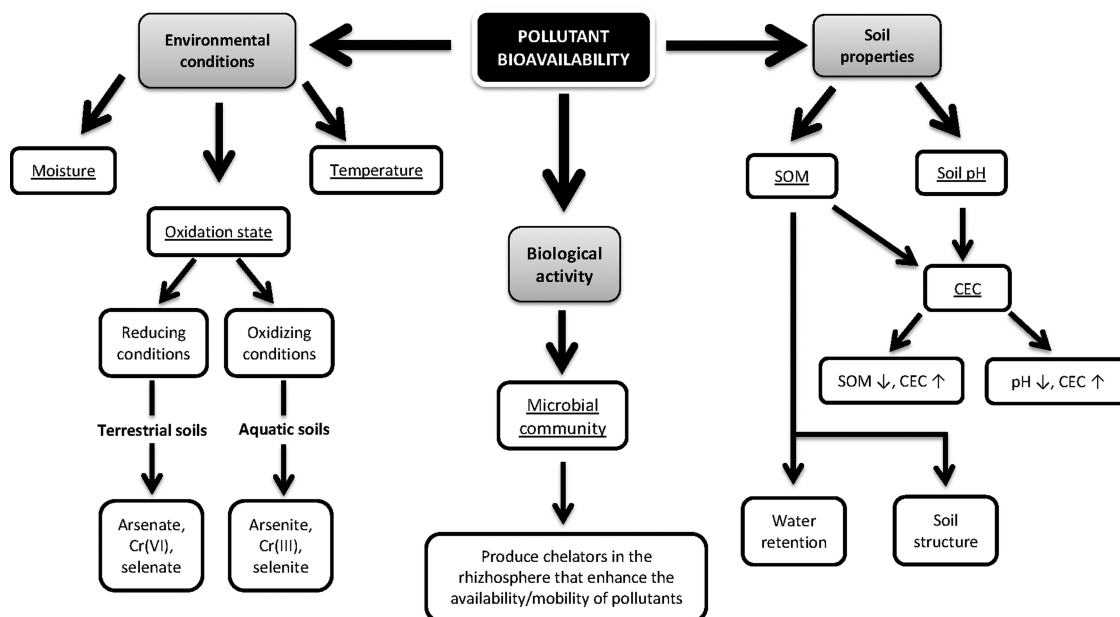 POLLUTANT
BIOAVAILABILITY
Environmental
conditions
Soil
properties
Moisture
Temperature
SOM
Soil pH
Oxidation state
Biological
activity
CEC
Reducing
conditions
Oxidizing
conditions
SOM ↓, CEC ↑
pH ↓, CEC ↑
Microbial
community
Terrestrial soils
Aquatic soils
Arsenate,
Cr(VI),
selenate
Arsenite,
Cr(III),
selenite
Water
retention
Soil
structure
Produce chelators in the
rhizhosphere that enhance the
availability/mobility of pollutants